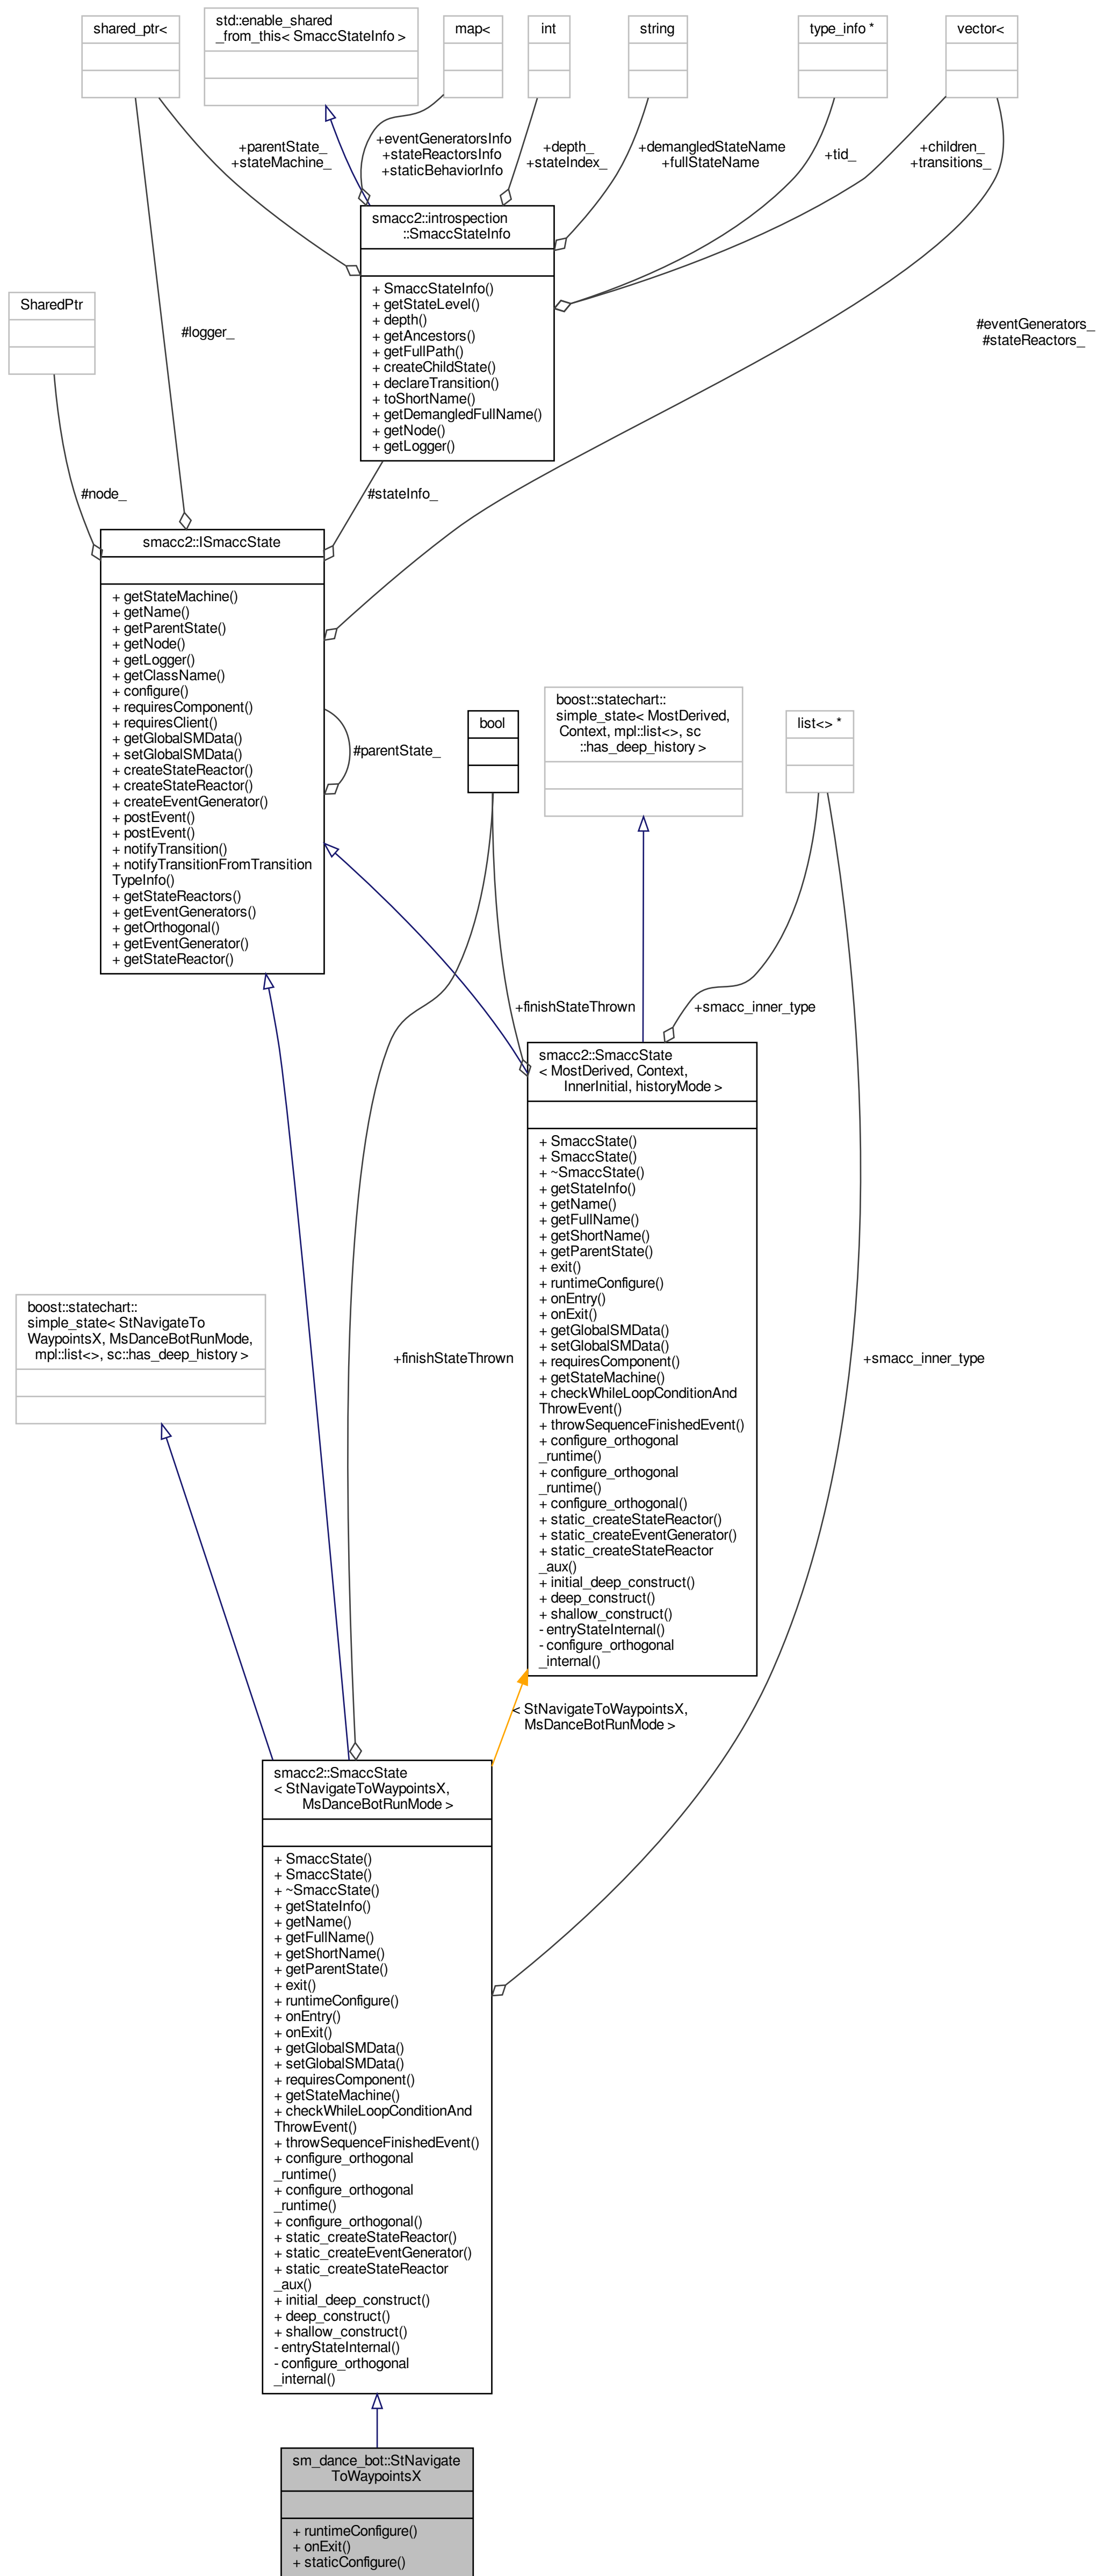 shared_ptr<
std::enable_shared
_from_this< SmaccStateInfo >
map<
int
string
type_info *
vector<
+parentState_
+stateMachine_
+eventGeneratorsInfo
+stateReactorsInfo
+staticBehaviorInfo
+depth_
+stateIndex_
+demangledStateName
+fullStateName
+tid_
+children_
+transitions_
smacc2::introspection
::SmaccStateInfo
+ SmaccStateInfo()
+ getStateLevel()
+ depth()
+ getAncestors()
+ getFullPath()
+ createChildState()
+ declareTransition()
+ toShortName()
+ getDemangledFullName()
+ getNode()
+ getLogger()
SharedPtr
#logger_
#eventGenerators_
#stateReactors_
#node_
#stateInfo_
smacc2::ISmaccState
+ getStateMachine()
+ getName()
+ getParentState()
+ getNode()
+ getLogger()
+ getClassName()
+ configure()
+ requiresComponent()
+ requiresClient()
+ getGlobalSMData()
+ setGlobalSMData()
+ createStateReactor()
+ createStateReactor()
+ createEventGenerator()
+ postEvent()
+ postEvent()
+ notifyTransition()
+ notifyTransitionFromTransition
TypeInfo()
+ getStateReactors()
+ getEventGenerators()
+ getOrthogonal()
+ getEventGenerator()
+ getStateReactor()
#parentState_
bool
boost::statechart::
simple_state< MostDerived,
Context, mpl::list<>, sc
::has_deep_history >
list<> *
+finishStateThrown
+smacc_inner_type
smacc2::SmaccState
< MostDerived, Context,
InnerInitial, historyMode >
+ SmaccState()
+ SmaccState()
+ ~SmaccState()
+ getStateInfo()
+ getName()
+ getFullName()
+ getShortName()
+ getParentState()
+ exit()
+ runtimeConfigure()
+ onEntry()
+ onExit()
+ getGlobalSMData()
+ setGlobalSMData()
+ requiresComponent()
+ getStateMachine()
+ checkWhileLoopConditionAnd
ThrowEvent()
+ throwSequenceFinishedEvent()
+ configure_orthogonal
_runtime()
+ configure_orthogonal
_runtime()
+ configure_orthogonal()
+ static_createStateReactor()
+ static_createEventGenerator()
+ static_createStateReactor
_aux()
+ initial_deep_construct()
+ deep_construct()
+ shallow_construct()
- entryStateInternal()
- configure_orthogonal
_internal()
boost::statechart::
simple_state< StNavigateTo
WaypointsX, MsDanceBotRunMode,
mpl::list<>, sc::has_deep_history >
+finishStateThrown
+smacc_inner_type
< StNavigateToWaypointsX,
MsDanceBotRunMode >
smacc2::SmaccState
< StNavigateToWaypointsX,
MsDanceBotRunMode >
+ SmaccState()
+ SmaccState()
+ ~SmaccState()
+ getStateInfo()
+ getName()
+ getFullName()
+ getShortName()
+ getParentState()
+ exit()
+ runtimeConfigure()
+ onEntry()
+ onExit()
+ getGlobalSMData()
+ setGlobalSMData()
+ requiresComponent()
+ getStateMachine()
+ checkWhileLoopConditionAnd
ThrowEvent()
+ throwSequenceFinishedEvent()
+ configure_orthogonal
_runtime()
+ configure_orthogonal
_runtime()
+ configure_orthogonal()
+ static_createStateReactor()
+ static_createEventGenerator()
+ static_createStateReactor
_aux()
+ initial_deep_construct()
+ deep_construct()
+ shallow_construct()
- entryStateInternal()
- configure_orthogonal
_internal()
sm_dance_bot::StNavigate
ToWaypointsX
+ runtimeConfigure()
+ onExit()
+ staticConfigure()